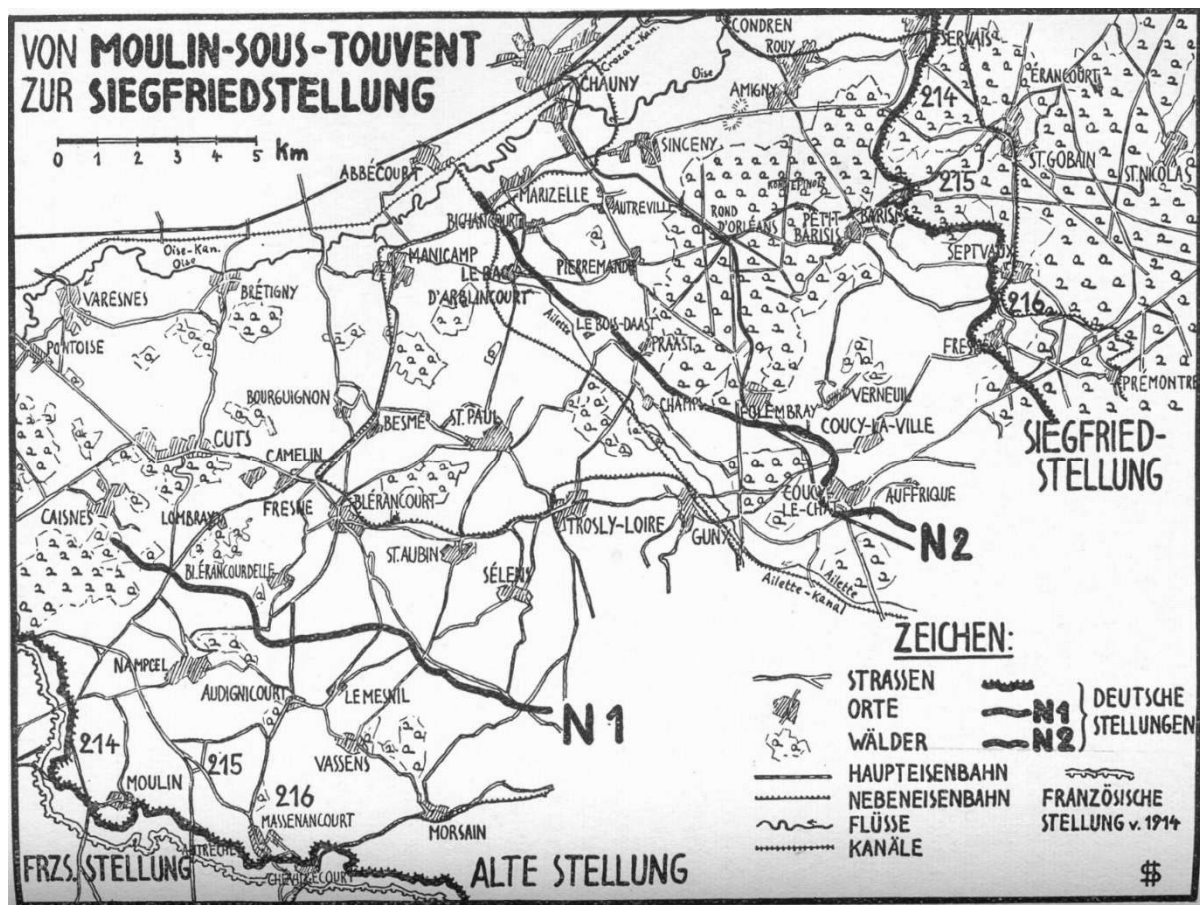 VON MOULIN-SOUS-TOUVENT
ZUR SIEGFRIEDSTELLUNG
0 1 2 3 4 5 Km
CONDREN
ROUY
SERVAIS
Crozat-Kan.
Oise
CHAUNY
AMIGNY
214
ÉRANCOURT
SINCENY
ST.GOBAIN
ST.NICOLAS
ABBÉCOURT
MARIZELLE
215
BICHANCOURT
AUTREVILLE
ROND
D'ORLÉANS
PETIT-
BARISIS
BARISIS
Oise-Kan.
Oise
MANICAMP
PIERREMANDE
SEPTVAUX
VARESNES
BRÉTIGNY
LE BAC
D'ARBLINCOURT
216
Ailette
LE BOIS-DAAST
PONTOISE
PRAAST
FRESNE
PRÉMONTRÉ
BOURGUIGNON
BESMÉ
ST.PAUL
CHAMPS
FOLEMBRAY
VERNEUIL
COUCY-LA-VILLE
SIEGFRIED-
STELLUNG
CUTS
CAMELIN
FRESNE
BLÉRANCOURT
CAISNES
LOMBRAY
TROSLY-LOIRE
GUNY
COUCY-
LE-CHAT.
AUFFRIQUE
N2
BLÉRANCOURDELLE
ST.AUBIN
SÉLENS
Ailette
Ailette-Kanal
NAMPCEL
AUDIGNICOURT
LE MESNIL
N1
214
215
VASSENS
MOULIN
216
MASSENANCOURT
MORSAIN
AUTRÊCHES
FRZS. STELLUNG
ALTE STELLUNG
ZEICHEN:
STRASSEN
ORTE
WÄLDER
HAUPTEISENBAHN
NEBENEISENBAHN
FLÜSSE
KANÄLE
N1
N2
DEUTSCHE
STELLUNGEN
FRANZÖSISCHE
STELLUNG v. 1914